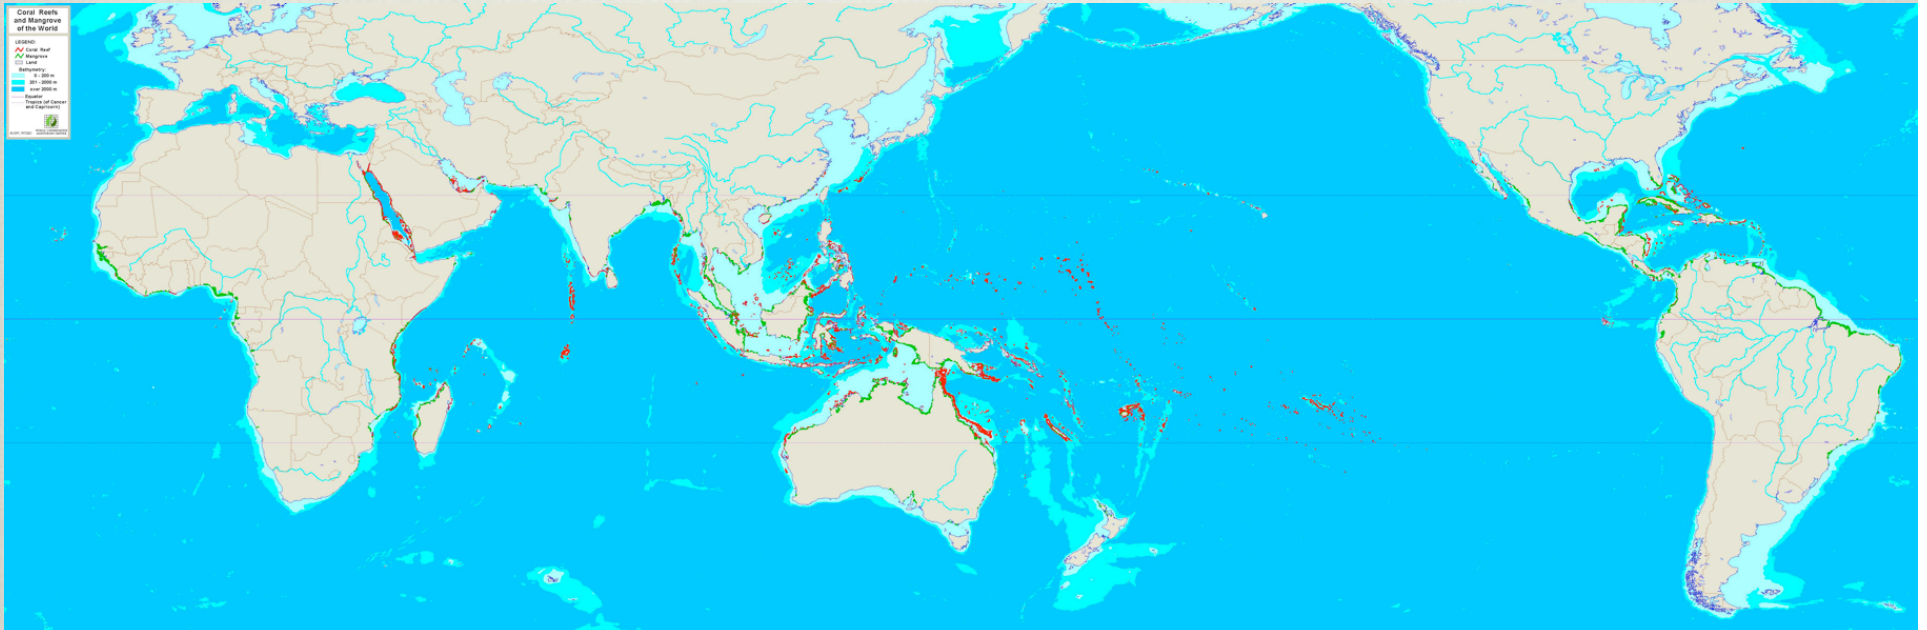 Coral Reefs
and Mangrove
of the World
LEGEND:
Coral Reef
Mangrove
Land
Bathymetry:
0 - 200 m
201 - 2000 m
over 2000 m
Equator
Tropics (of Cancer
and Capricorn)